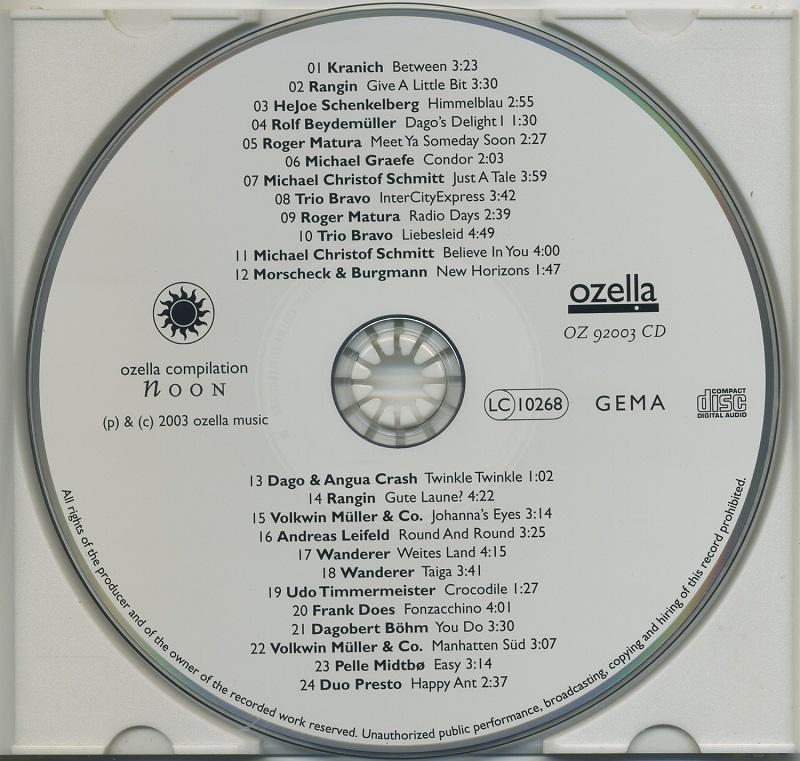 01 Kranich Between 3:23
02 Rangin Give A Little Bit 3:30
03 HeJoe Schenkelberg Himmelblau 2:55
04 Rolf Beydemüller Dago's Delight I 1:30
05 Roger Matura Meet Ya Someday Soon 2:27
06 Michael Graefe Condor 2:03
07 Michael Christof Schmitt Just A Tale 3:59
08 Trio Bravo InterCityExpress 3:42
09 Roger Matura Radio Days 2:39
10 Trio Bravo Liebesleid 4:49
11 Michael Christof Schmitt Believe In You 4:00
12 Morscheck & Burgmann New Horizons 1:47
ozella
OZ 92003 CD
ozella compilation
nOON
(p) & (c) 2003 ozella music
LC 10268
GEMA
COMPACT
disc
DIGITAL AUDIO
13 Dago & Angua Crash Twinkle Twinkle 1:02
14 Rangin Gute Laune? 4:22
15 Volkwin Müller & Co. Johanna's Eyes 3:14
16 Andreas Leifeld Round And Round 3:25
17 Wanderer Weites Land 4:15
18 Wanderer Taiga 3:41
19 Udo Timmermeister Crocodile 1:27
20 Frank Does Fonzacchino 4:01
21 Dagobert Böhm You Do 3:30
22 Volkwin Müller & Co. Manhatten Süd 3:07
23 Pelle Midtbø Easy 3:14
24 Duo Presto Happy Ant 2:37
All rights of the producer and of the owner of the recorded work reserved. Unauthorized public performance, broadcasting, copying and hiring of this record prohibited.